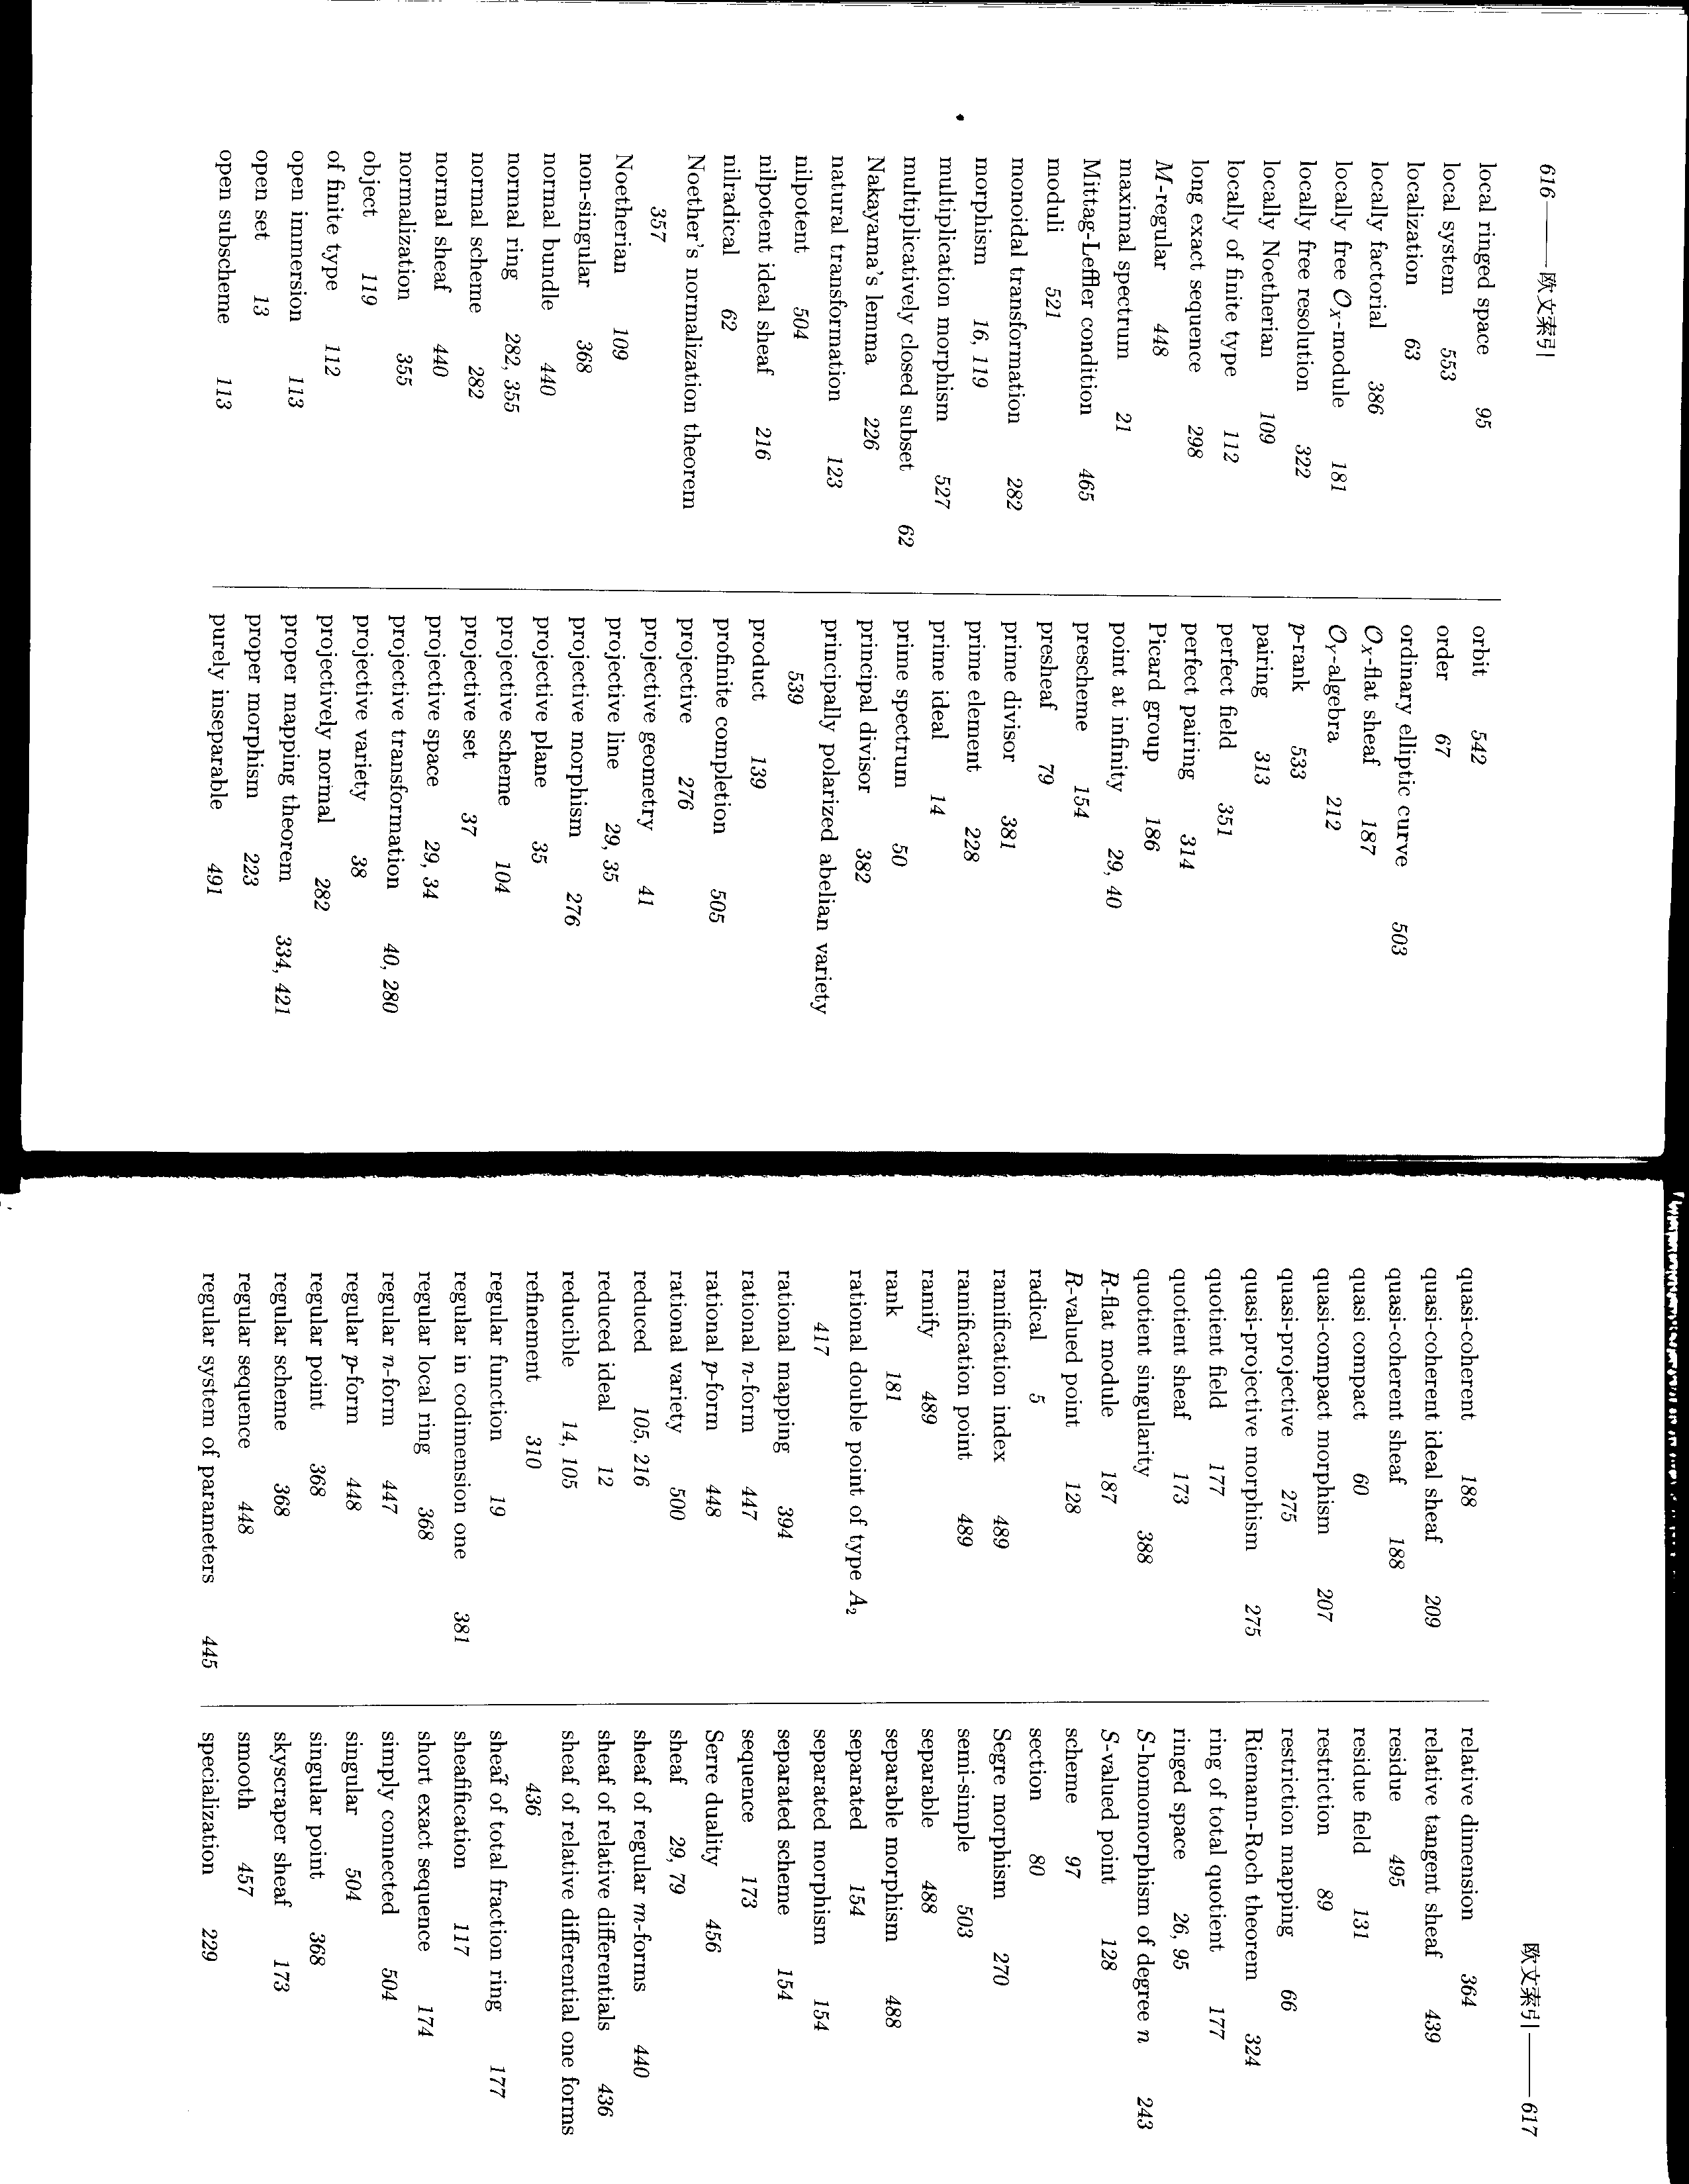 616 —— 欧文索引
local ringed space 95
local system 553
localization 63
locally factorial 386
locally free O_X-module 181
locally free resolution 322
locally Noetherian 109
locally of finite type 112
long exact sequence 298
M-regular 448
maximal spectrum 21
Mittag-Leffler condition 465
moduli 521
monoidal transformation 282
morphism 16, 119
multiplication morphism 527
multiplicatively closed subset 62
Nakayama's lemma 226
natural transformation 123
nilpotent 504
nilpotent ideal sheaf 216
nilradical 62
Noether's normalization theorem
357
Noetherian 109
non-singular 368
normal bundle 440
normal ring 282, 355
normal scheme 282
normal sheaf 440
normalization 355
object 119
of finite type 112
open immersion 113
open set 13
open subscheme 113
orbit 542
order 67
ordinary elliptic curve 503
O_X-flat sheaf 187
O_Y-algebra 212
p-rank 533
pairing 313
perfect field 351
perfect pairing 314
Picard group 186
point at infinity 29, 40
prescheme 154
presheaf 79
prime divisor 381
prime element 228
prime ideal 14
prime spectrum 50
principal divisor 382
principally polarized abelian variety
539
product 139
profinite completion 505
projective 276
projective geometry 41
projective line 29, 35
projective morphism 276
projective plane 35
projective scheme 104
projective set 37
projective space 29, 34
projective transformation 40, 280
projective variety 38
projectively normal 282
proper mapping theorem 334, 421
proper morphism 223
purely inseparable 491
欧文索引 —— 617
quasi-coherent 188
quasi-coherent ideal sheaf 209
quasi-coherent sheaf 188
quasi compact 60
quasi-compact morphism 207
quasi-projective 275
quasi-projective morphism 275
quotient field 177
quotient sheaf 173
quotient singularity 388
R-flat module 187
R-valued point 128
radical 5
ramification index 489
ramification point 489
ramify 489
rank 181
rational double point of type A₂
417
rational mapping 394
rational n-form 447
rational p-form 448
rational variety 500
reduced 105, 216
reduced ideal 12
reducible 14, 105
refinement 310
regular function 19
regular in codimension one 381
regular local ring 368
regular n-form 447
regular p-form 448
regular point 368
regular scheme 368
regular sequence 448
regular system of parameters 445
relative dimension 364
relative tangent sheaf 439
residue 495
residue field 131
restriction 89
restriction mapping 66
Riemann-Roch theorem 324
ring of total quotient 177
ringed space 26, 95
S-homomorphism of degree n 243
S-valued point 128
scheme 97
section 80
Segre morphism 270
semi-simple 503
separable 488
separable morphism 488
separated 154
separated morphism 154
separated scheme 154
sequence 173
Serre duality 456
sheaf 29, 79
sheaf of regular m-forms 440
sheaf of relative differentials 436
sheaf of relative differential one forms
436
sheaf of total fraction ring 177
sheafification 117
short exact sequence 174
simply connected 504
singular 504
singular point 368
skyscraper sheaf 173
smooth 457
specialization 229